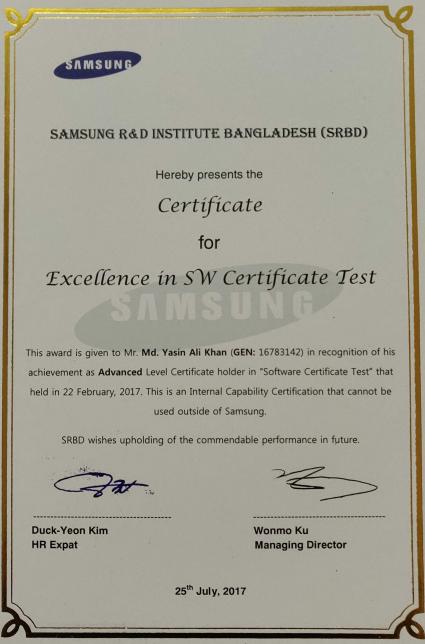 SAMSUNG
SAMSUNG R&D INSTITUTE BANGLADESH (SRBD)
Hereby presents the
Certificate
for
Excellence in SW Certificate Test
SAMSUNG
This award is given to Mr. Md. Yasin Ali Khan (GEN: 16783142) in recognition of his
achievement as Advanced Level Certificate holder in "Software Certificate Test" that
held in 22 February, 2017. This is an Internal Capability Certification that cannot be
used outside of Samsung.
SRBD wishes upholding of the commendable performance in future.
Duck-Yeon Kim
HR Expat
Wonmo Ku
Managing Director
25th July, 2017